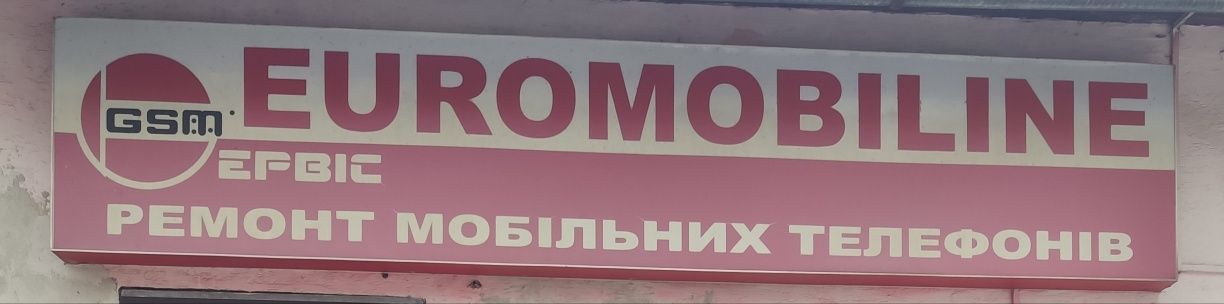 EUROMOBILINE
GSM
ЕРВІС
РЕМОНТ МОБІЛЬНИХ ТЕЛЕФОНІВ